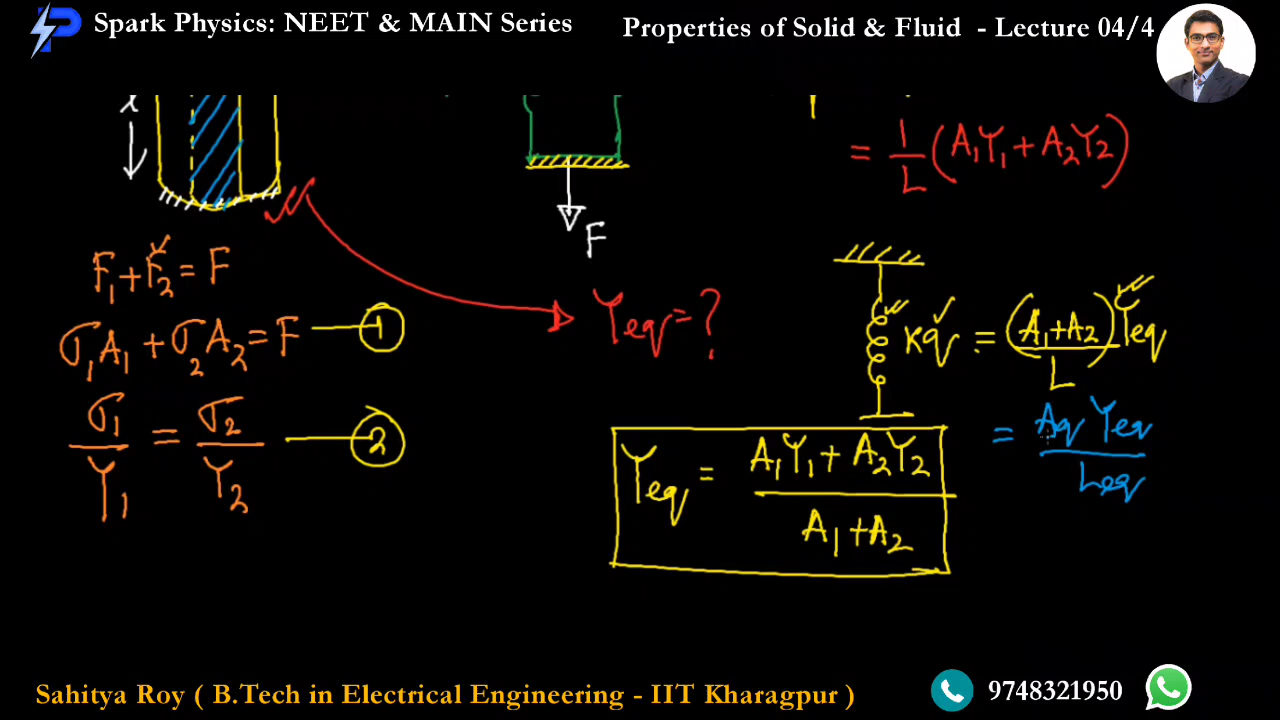 Spark Physics: NEET & MAIN Series
Properties of Solid & Fluid - Lecture 04/4
= 1/L (A₁Y₁ + A₂Y₂)
F
F₁ + F₂ = F
σ₁A₁ + σ₂A₂ = F — ①
σ₁/Y₁ = σ₂/Y₂ — ②
Yeq = ?
Keq = (A₁+A₂)/L Yeq
= Aeq Yeq / Leq
Yeq = (A₁Y₁ + A₂Y₂) / (A₁ + A₂)
Sahitya Roy ( B.Tech in Electrical Engineering - IIT Kharagpur )
9748321950